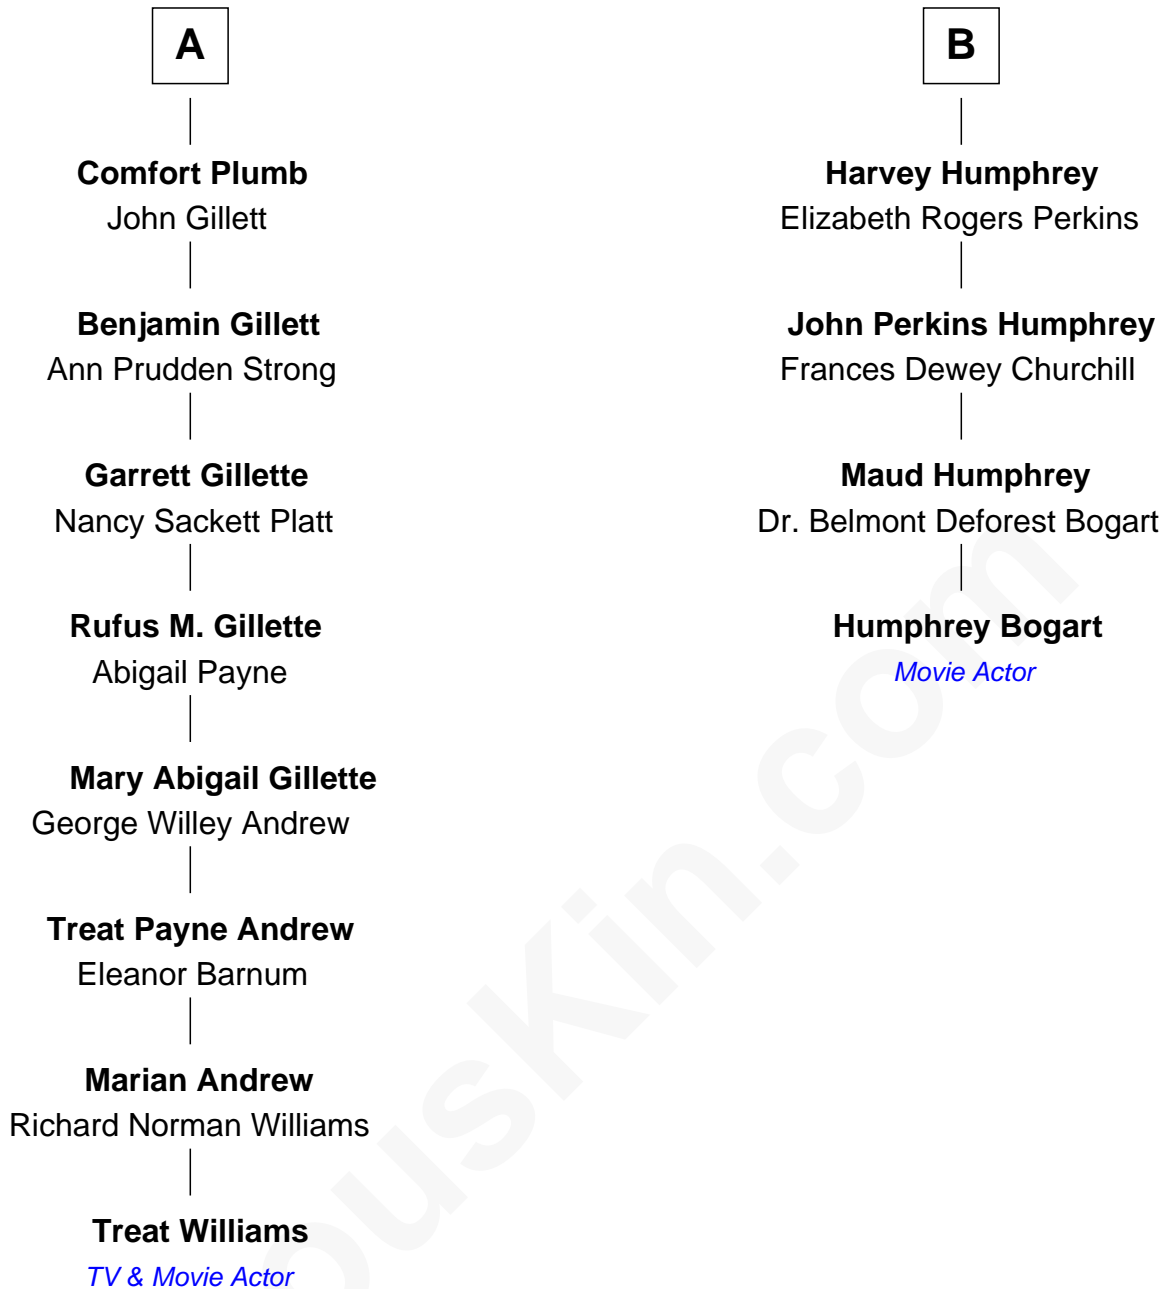 A
Comfort Plumb
John Gillett
Benjamin Gillett
Ann Prudden Strong
Garrett Gillette
Nancy Sackett Platt
Rufus M. Gillette
Abigail Payne
Mary Abigail Gillette
George Willey Andrew
Treat Payne Andrew
Eleanor Barnum
Marian Andrew
Richard Norman Williams
Treat Williams
TV & Movie Actor
B
Harvey Humphrey
Elizabeth Rogers Perkins
John Perkins Humphrey
Frances Dewey Churchill
Maud Humphrey
Dr. Belmont Deforest Bogart
Humphrey Bogart
Movie Actor
ousKin.com